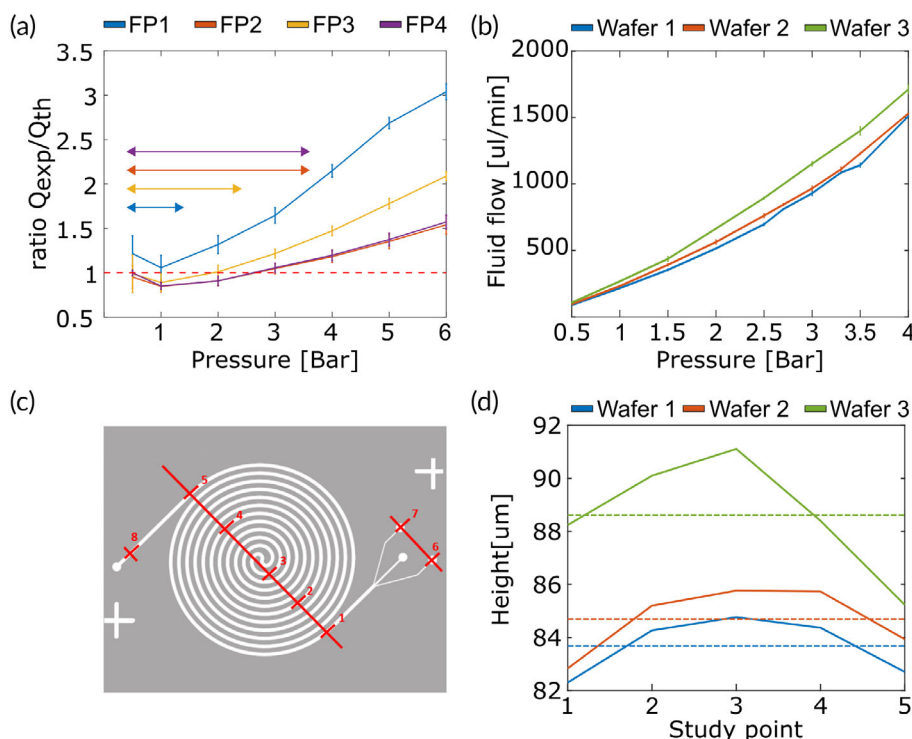 (a)
FP1 FP2 FP3 FP4
ratio Qexp/Qth
3.5
3
2.5
2
1.5
1
0.5
1 2 3 4 5 6
Pressure [Bar]
(b)
Wafer 1 Wafer 2 Wafer 3
Fluid flow [ul/min]
2000
1500
1000
500
0.5 1 1.5 2 2.5 3 3.5 4
Pressure [Bar]
(c)
5
4
7
8
3
6
2
1
(d)
Wafer 1 Wafer 2 Wafer 3
Height[um]
92
90
88
86
84
82
1 2 3 4 5
Study point